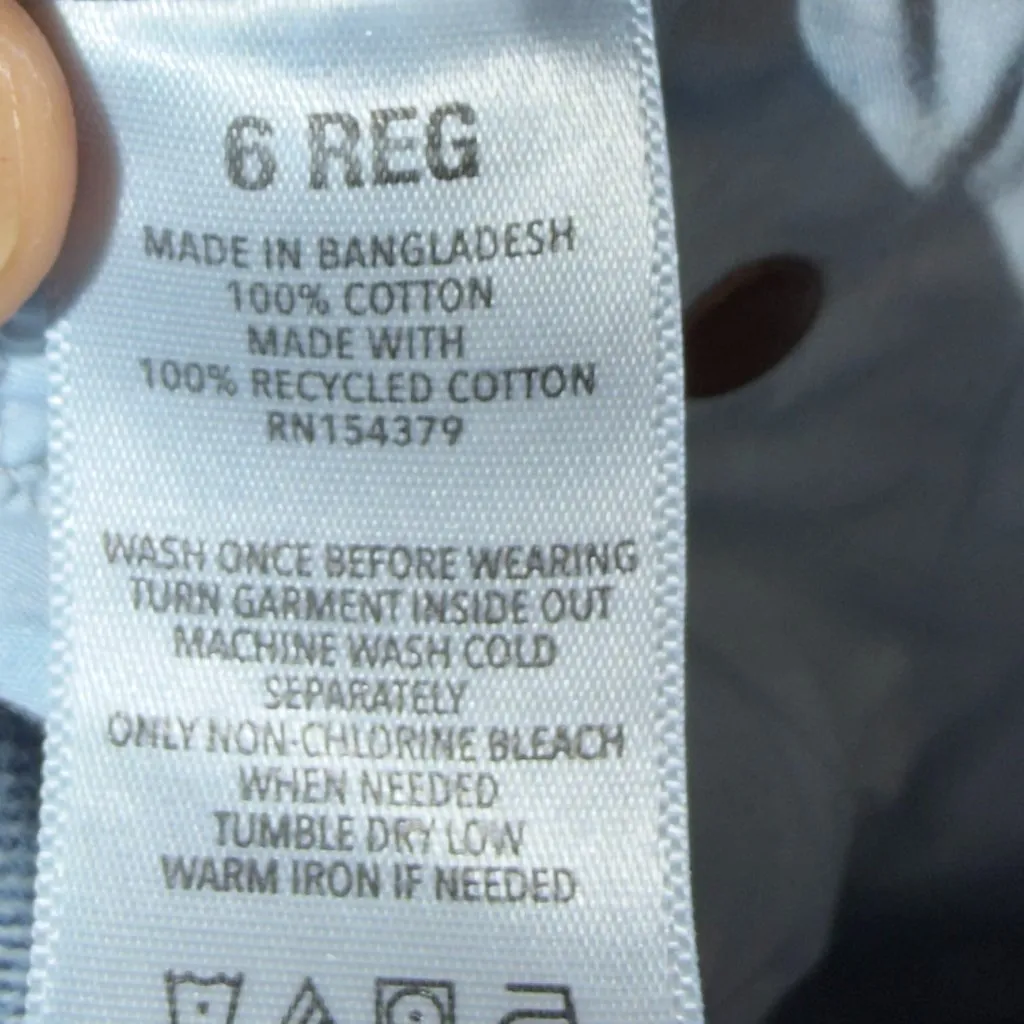 6 REG
MADE IN BANGLADESH
100% COTTON
MADE WITH
100% RECYCLED COTTON
RN154379
WASH ONCE BEFORE WEARING
TURN GARMENT INSIDE OUT
MACHINE WASH COLD
SEPARATELY
ONLY NON-CHLORINE BLEACH
WHEN NEEDED
TUMBLE DRY LOW
WARM IRON IF NEEDED